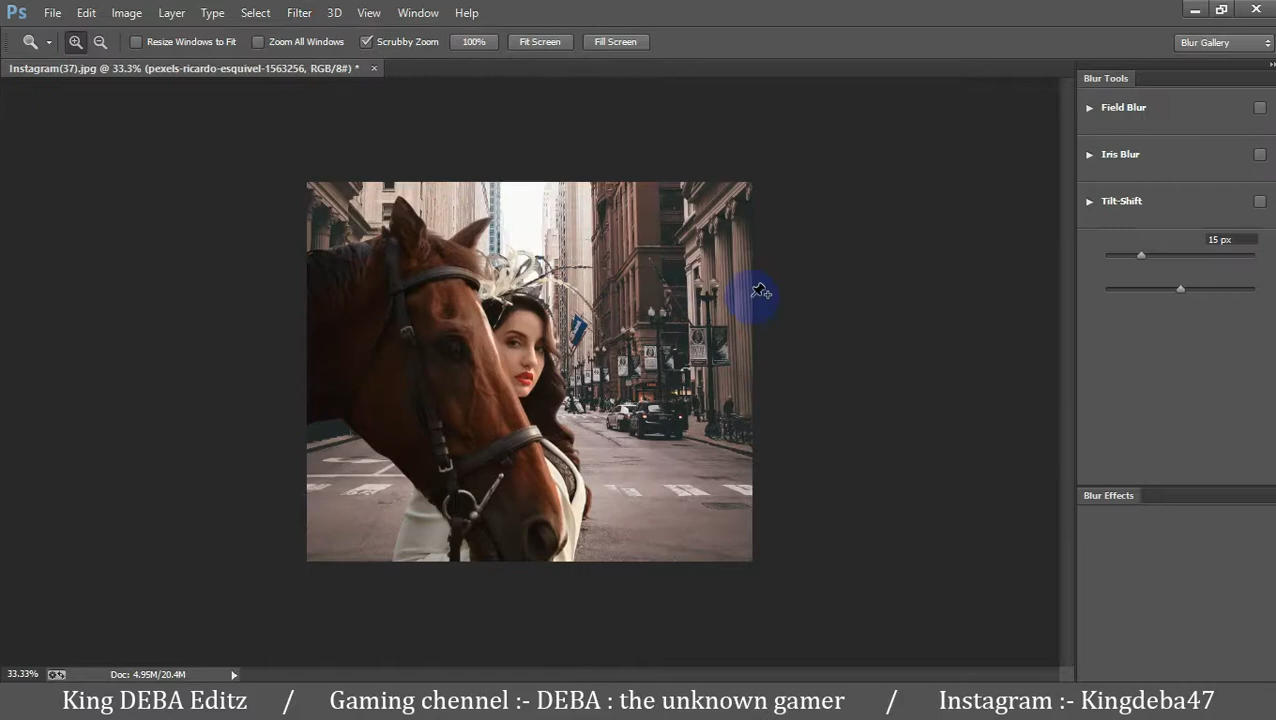 Ps File Edit Image Layer Type Select Filter 3D View Window Help
Resize Windows to Fit Zoom All Windows Scrubby Zoom 100% Fit Screen Fill Screen Blur Gallery
Instagram(37).jpg @ 33.3% (pexels-ricardo-esquivel-1563256, RGB/8#) *
Blur Tools
Field Blur
Iris Blur
Tilt-Shift
15 px
Blur Effects
33.33% Doc: 4.95M/20.4M
King DEBA Editz / Gaming chennel :- DEBA : the unknown gamer / Instagram :- Kingdeba47